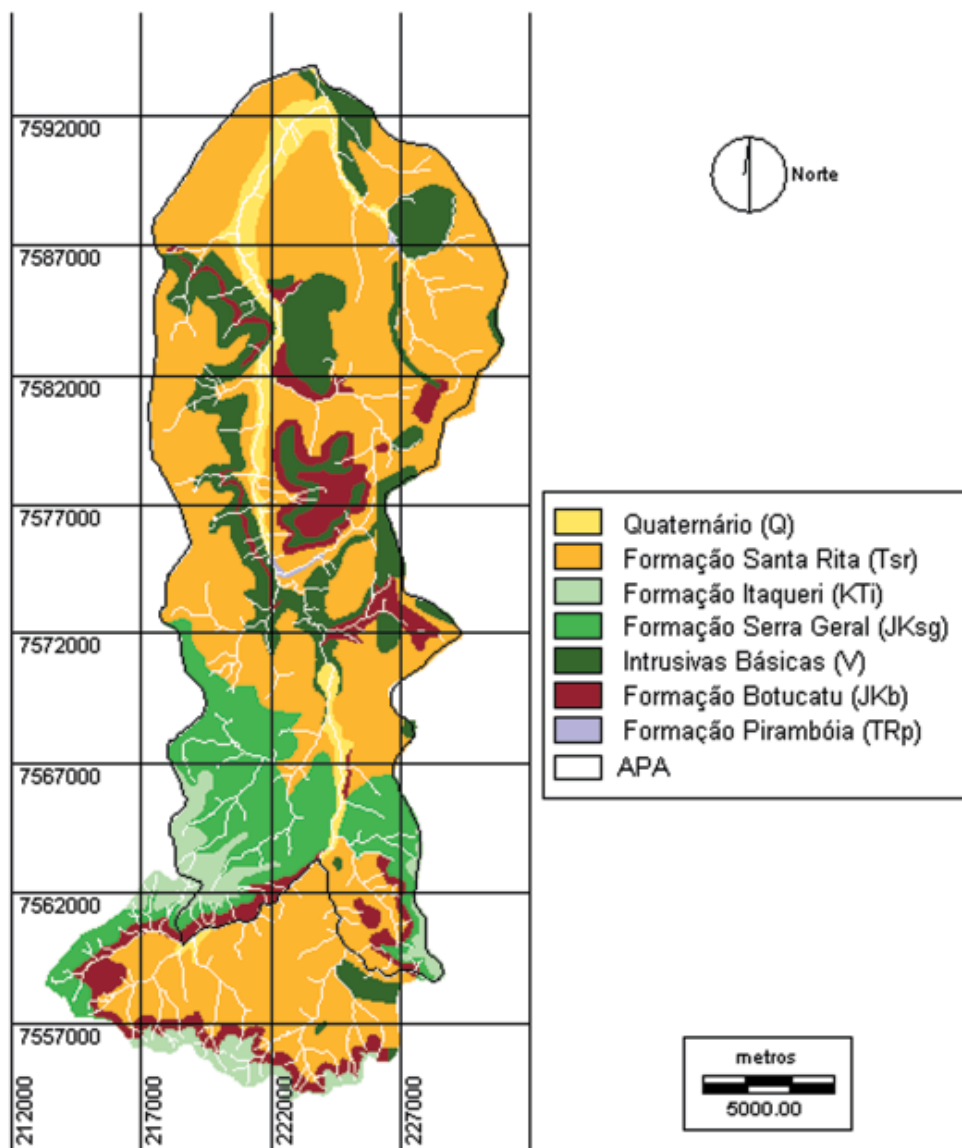 7592000
Norte
7587000
7582000
7577000
Quaternário (Q)
Formação Santa Rita (Tsr)
Formação Itaqueri (KTi)
Formação Serra Geral (JKsg)
Intrusivas Básicas (V)
Formação Botucatu (JKb)
Formação Pirambóia (TRp)
APA
7572000
7567000
7562000
7557000
212000
217000
222000
227000
metros
5000.00